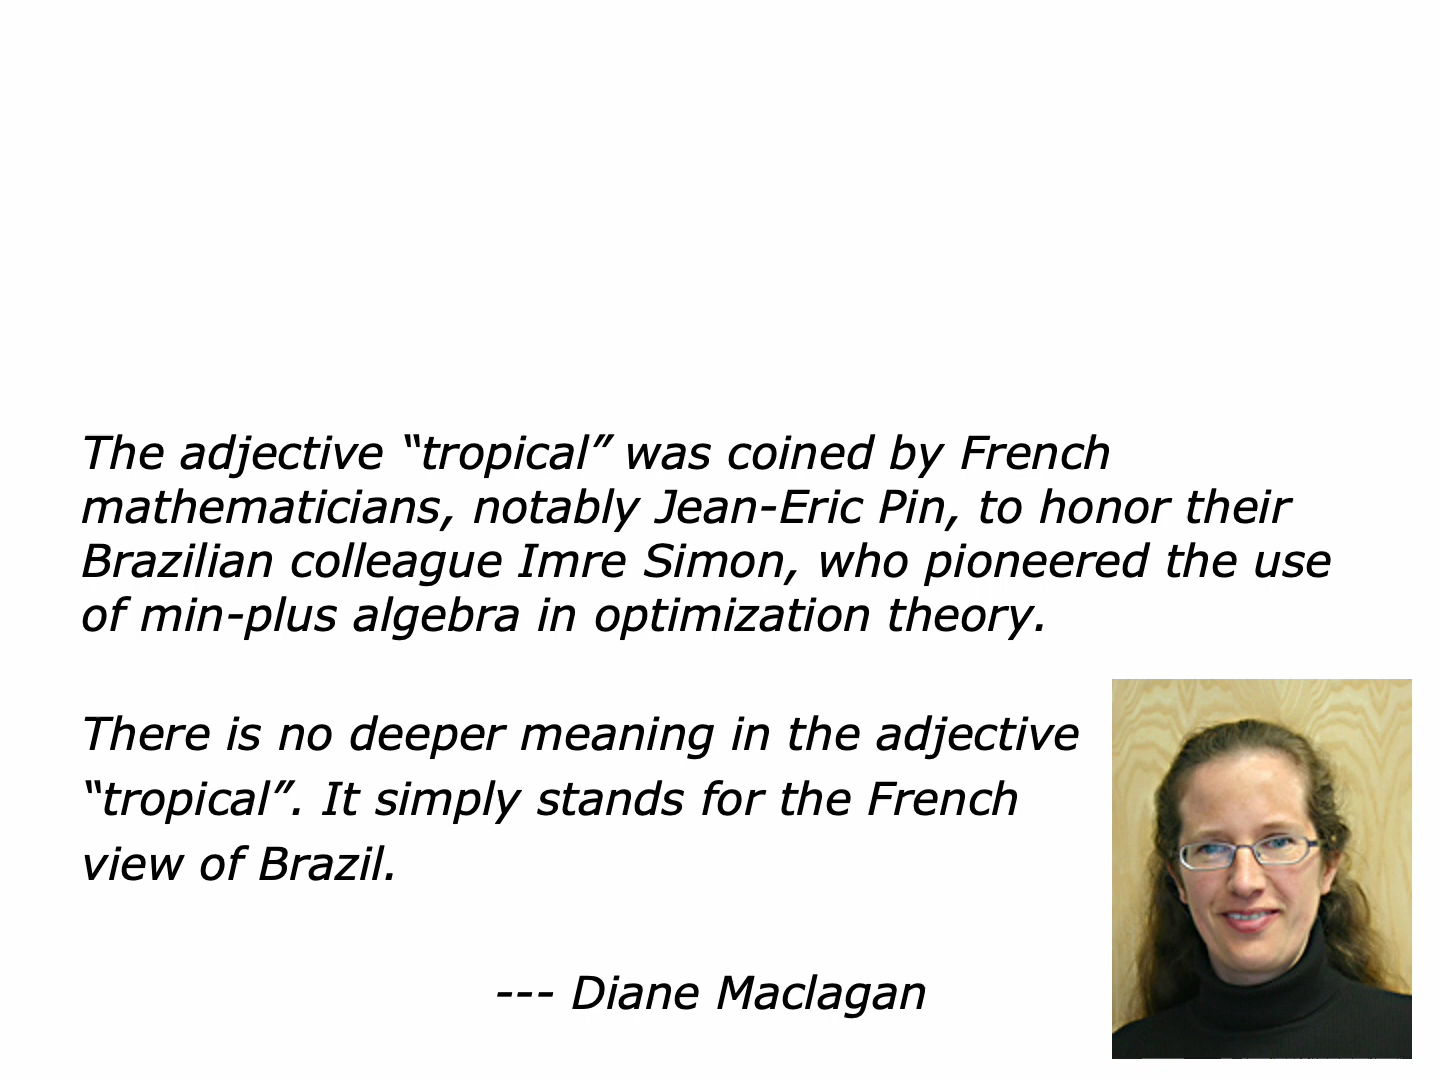 The adjective “tropical” was coined by French
mathematicians, notably Jean-Eric Pin, to honor their
Brazilian colleague Imre Simon, who pioneered the use
of min-plus algebra in optimization theory.
There is no deeper meaning in the adjective
“tropical”. It simply stands for the French
view of Brazil.
--- Diane Maclagan